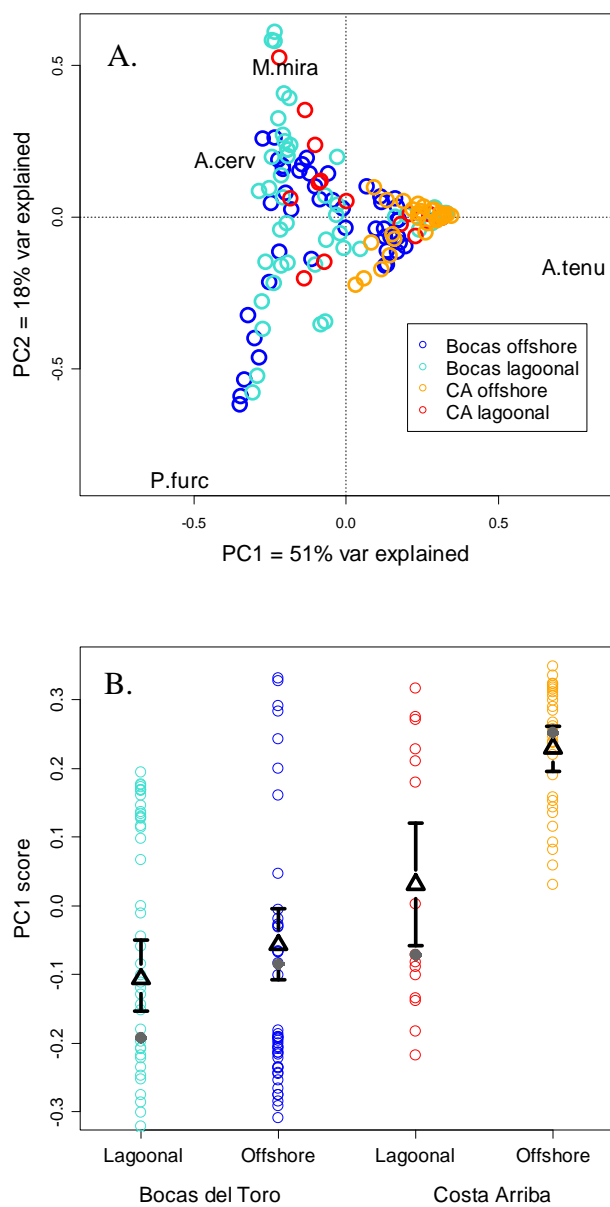 A.
M.mira
A.cerv
A.tenu
P.furc
Bocas offshore
Bocas lagoonal
CA offshore
CA lagoonal
0.5
0.0
-0.5
PC2 = 18% var explained
-0.5
0.0
0.5
PC1 = 51% var explained
B.
0.3
0.2
0.1
0.0
-0.1
-0.2
-0.3
PC1 score
Lagoonal
Offshore
Lagoonal
Offshore
Bocas del Toro
Costa Arriba